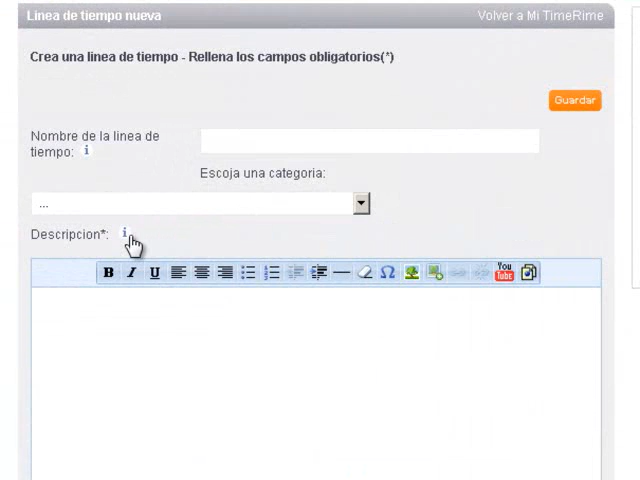 Linea de tiempo nueva
Volver a Mi TimeRime
Crea una linea de tiempo - Rellena los campos obligatorios(*)
Guardar
Nombre de la linea de
tiempo: i
Escoja una categoria:
...
Descripcion*: i
B I U
You
Tube